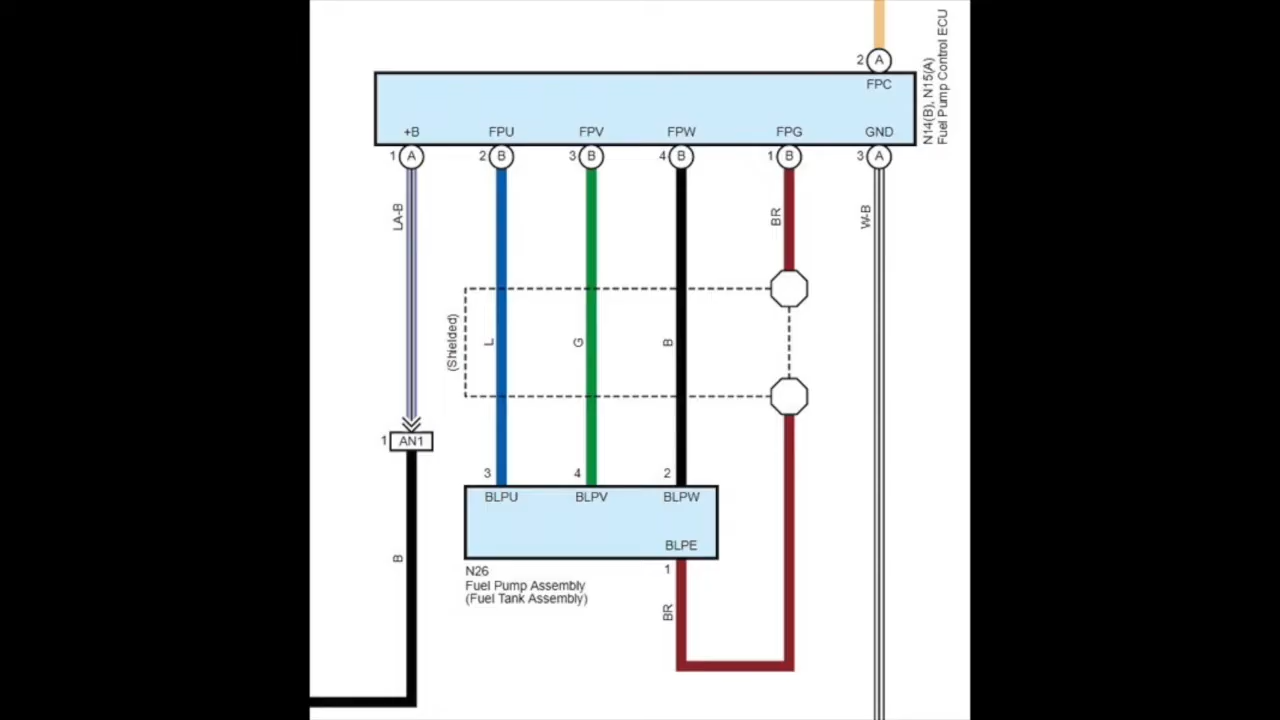 2 A
FPC
N14(B), N15(A)
Fuel Pump Control ECU
+B FPU FPV FPW FPG GND
1 A 2 B 3 B 4 B 1 B 3 A
LA-B BR W-B
(Shielded) L G B
1 AN1
3 4 2
BLPU BLPV BLPW
BLPE
B
1
N26
Fuel Pump Assembly
(Fuel Tank Assembly)
BR